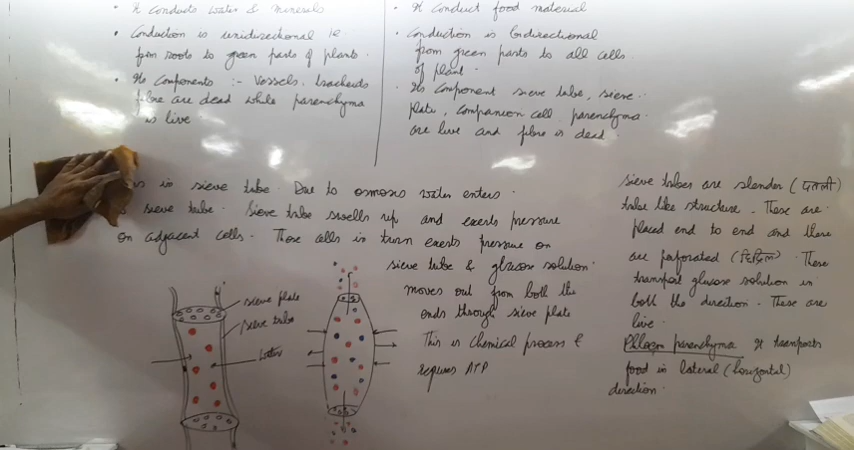 • It conducts water & minerals
• Conduction is unidirectional ie
from roots to green parts of plants.
• Its Components :- Vessels, tracheids
fibre are dead while parenchyma
is live
• It conduct food material
• Conduction is bidirectional
from green parts to all cells
of plant.
• Its component sieve tube, sieve
plate, companion cell, parenchyma
are live and fibre is dead.
in sieve tube. Due to osmosis water enters
sieve tube. Sieve tube swells up and exerts pressure
on adjacent cells. These cells in turn exerts pressure on
sieve tube & glucose solution
moves out from both the
ends through sieve plate
This is chemical process &
requires ATP
sieve plate
sieve tube
water
Sieve tubes are slender (पतली)
tube like structure. These are
placed end to end and these
are perforated These
transport glucose solution in
both the direction. These are
live.
Phloem parenchyma It transports
food in lateral (horizontal)
direction.